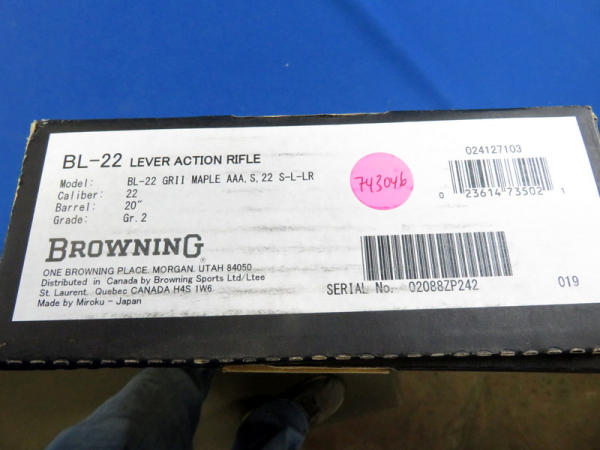 BL-22 LEVER ACTION RIFLE
Model: BL-22 GRII MAPLE AAA,S,22 S-L-LR
Caliber: 22
Barrel: 20"
Grade: Gr.2
BROWNING
ONE BROWNING PLACE. MORGAN. UTAH 84050
Distributed in Canada by Browning Sports Ltd/Ltee
St. Laurent. Quebec CANADA H4S 1W6.
Made by Miroku - Japan
743046
024127103
0 23614 73502 1
SERIAL No. 02088ZP242
019